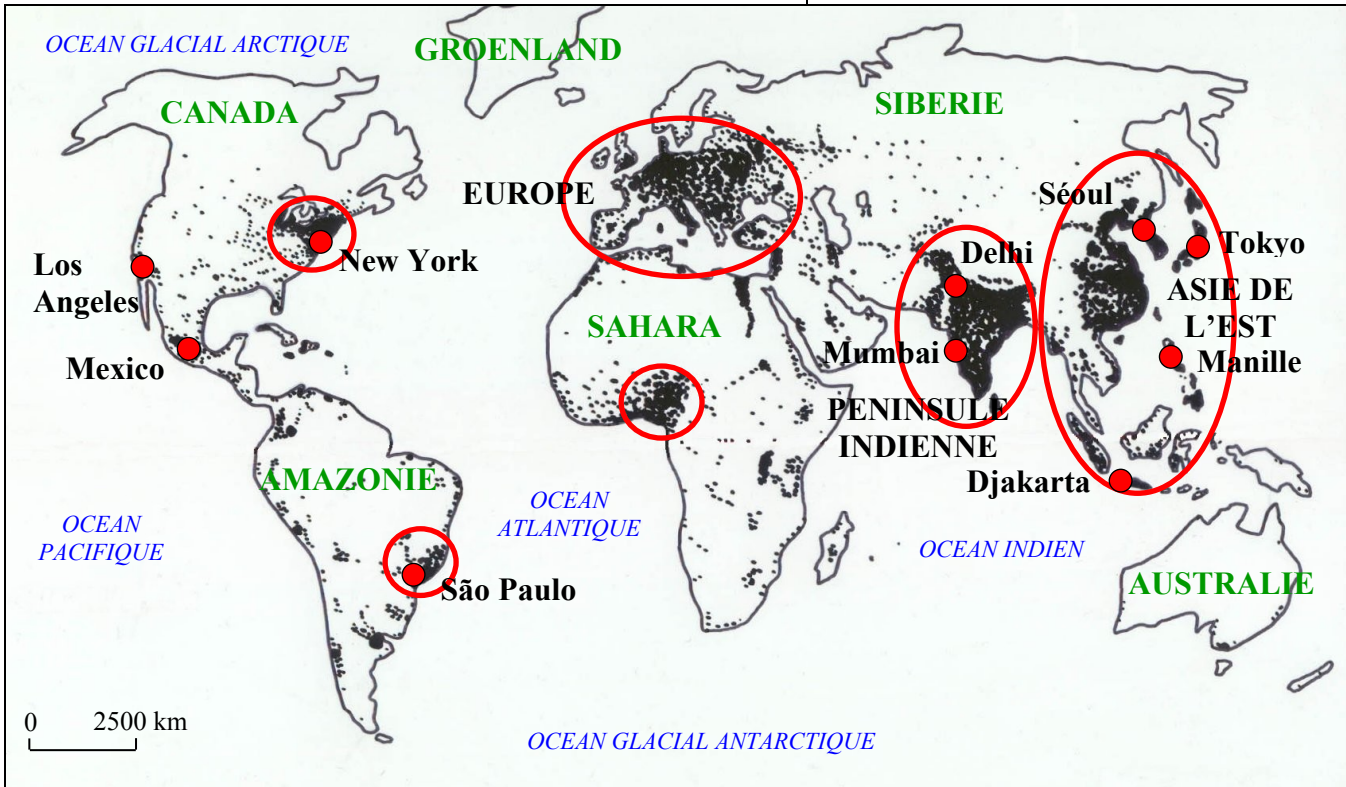 OCEAN GLACIAL ARCTIQUE
GROENLAND
CANADA
SIBERIE
EUROPE
Séoul
New York
Delhi
Tokyo
Los
Angeles
ASIE DE
L’EST
SAHARA
Mexico
Mumbai
Manille
PENINSULE
INDIENNE
AMAZONIE
Djakarta
OCEAN
ATLANTIQUE
OCEAN
PACIFIQUE
OCEAN INDIEN
São Paulo
AUSTRALIE
0 2500 km
OCEAN GLACIAL ANTARCTIQUE